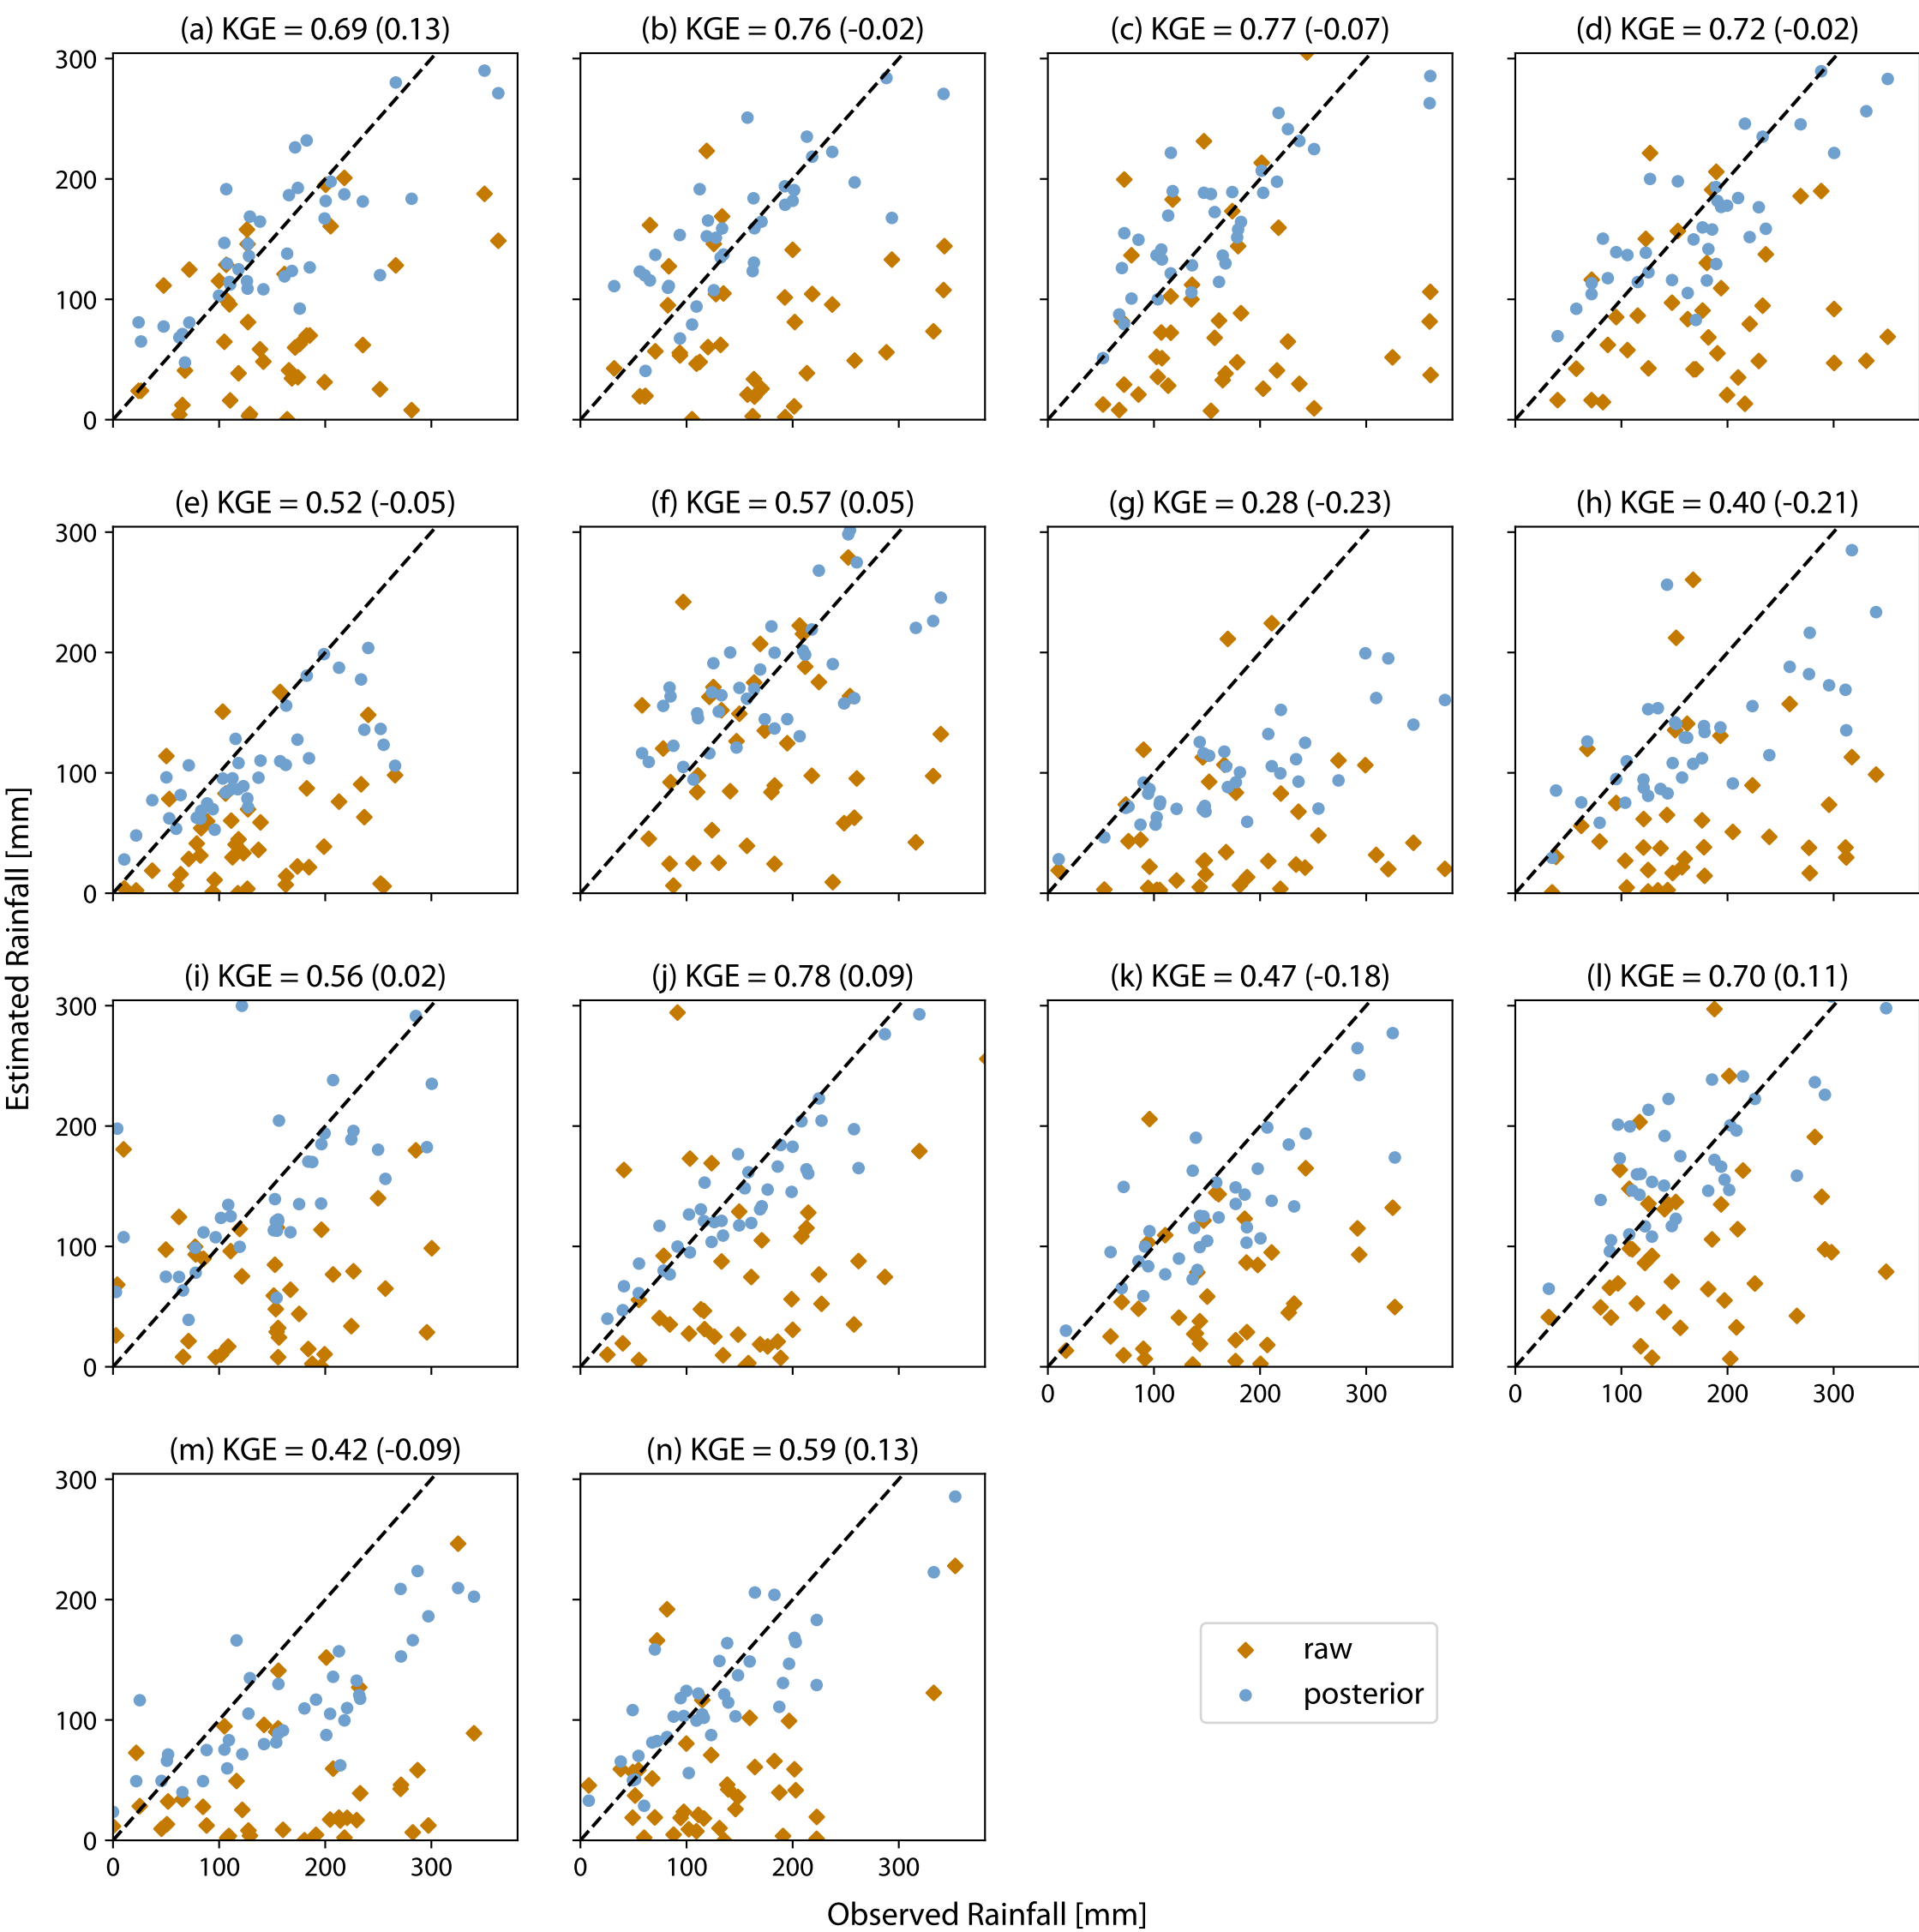 (a) KGE = 0.69 (0.13)
(b) KGE = 0.76 (-0.02)
(c) KGE = 0.77 (-0.07)
(d) KGE = 0.72 (-0.02)
300
200
100
0
(e) KGE = 0.52 (-0.05)
(f) KGE = 0.57 (0.05)
(g) KGE = 0.28 (-0.23)
(h) KGE = 0.40 (-0.21)
300
200
100
0
Estimated Rainfall [mm]
(i) KGE = 0.56 (0.02)
(j) KGE = 0.78 (0.09)
(k) KGE = 0.47 (-0.18)
(l) KGE = 0.70 (0.11)
300
200
100
0
0 100 200 300
0 100 200 300
(m) KGE = 0.42 (-0.09)
(n) KGE = 0.59 (0.13)
300
200
100
0
0 100 200 300
0 100 200 300
raw
posterior
Observed Rainfall [mm]